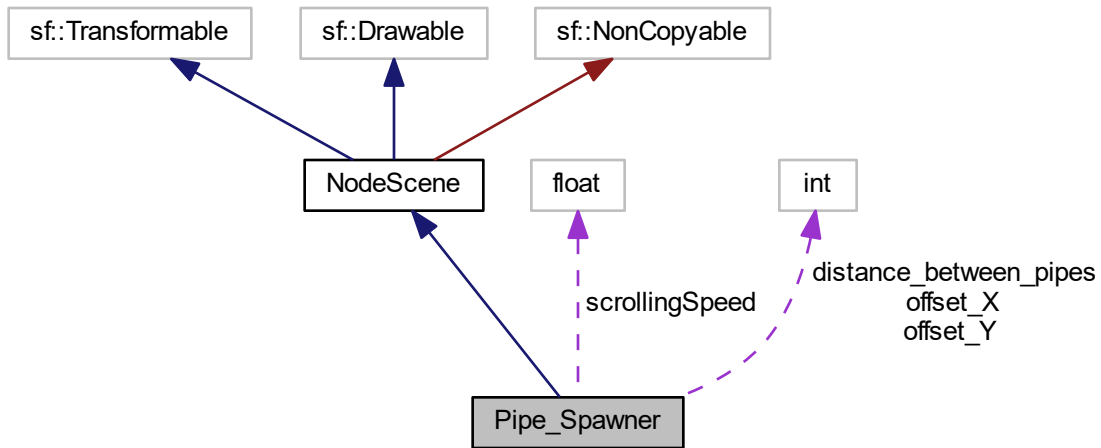 sf::Transformable
sf::Drawable
sf::NonCopyable
NodeScene
float
int
scrollingSpeed
distance_between_pipes
offset_X
offset_Y
Pipe_Spawner